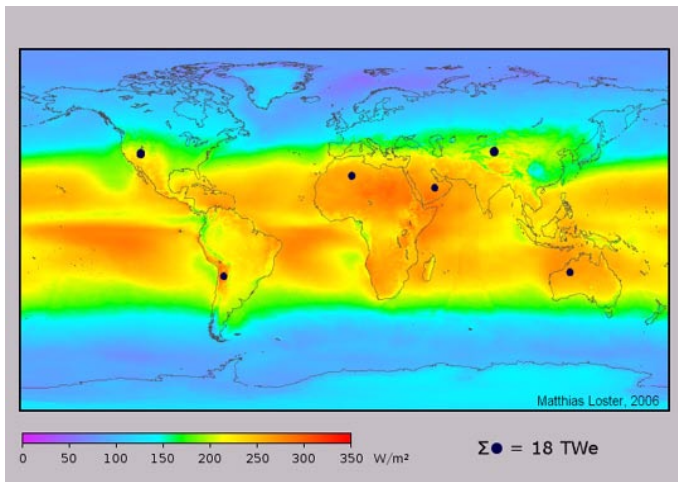 Matthias Loster, 2006
0 50 100 150 200 250 300 350 W/m²
Σ● = 18 TWe